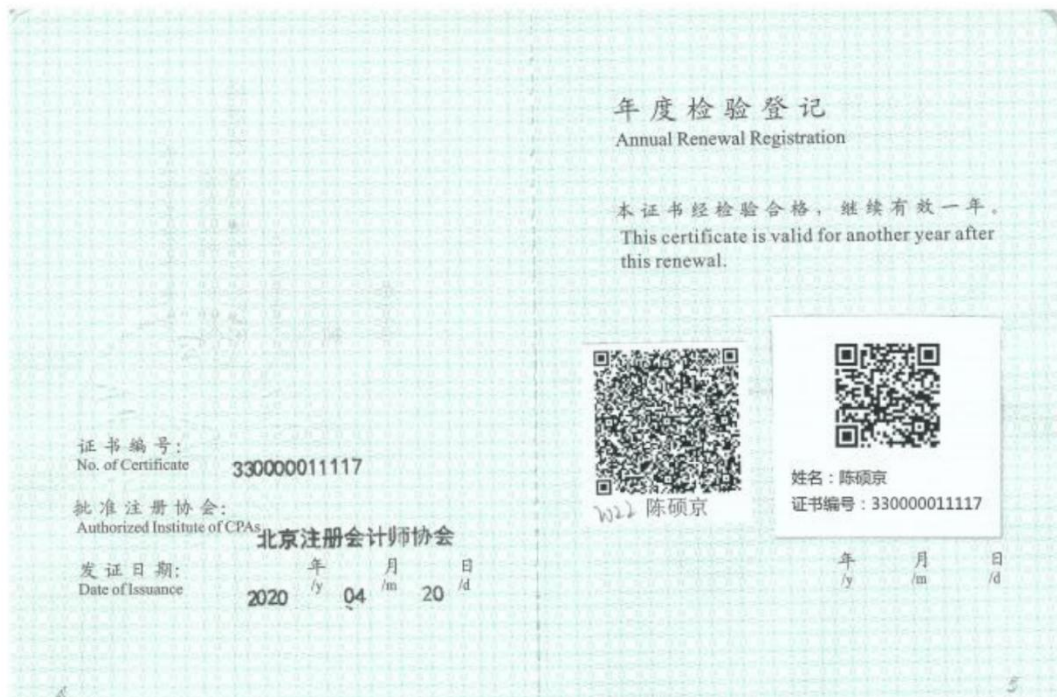 证书编号:
No. of Certificate 330000011117
批准注册协会:
Authorized Institute of CPAs 北京注册会计师协会
发证日期: 年 月 日
Date of Issuance 2020 /y 04 /m 20 /d
年度检验登记
Annual Renewal Registration
本证书经检验合格，继续有效一年。
This certificate is valid for another year after
this renewal.
2022 陈硕京
姓名：陈硕京
证书编号：330000011117
年 月 日
/y /m /d
5